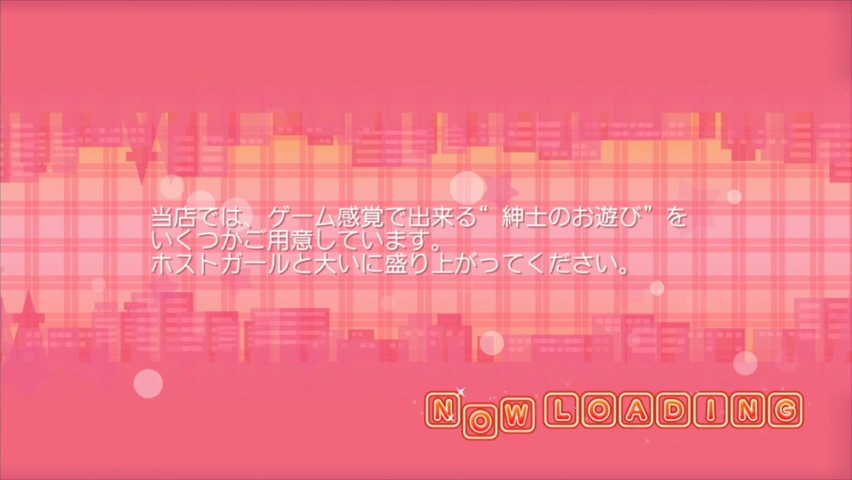 当店では、ゲーム感覚で出来る“紳士のお遊び”を
いくつかご用意しています。
ホストガールと大いに盛り上がってください。
NOW LOADING